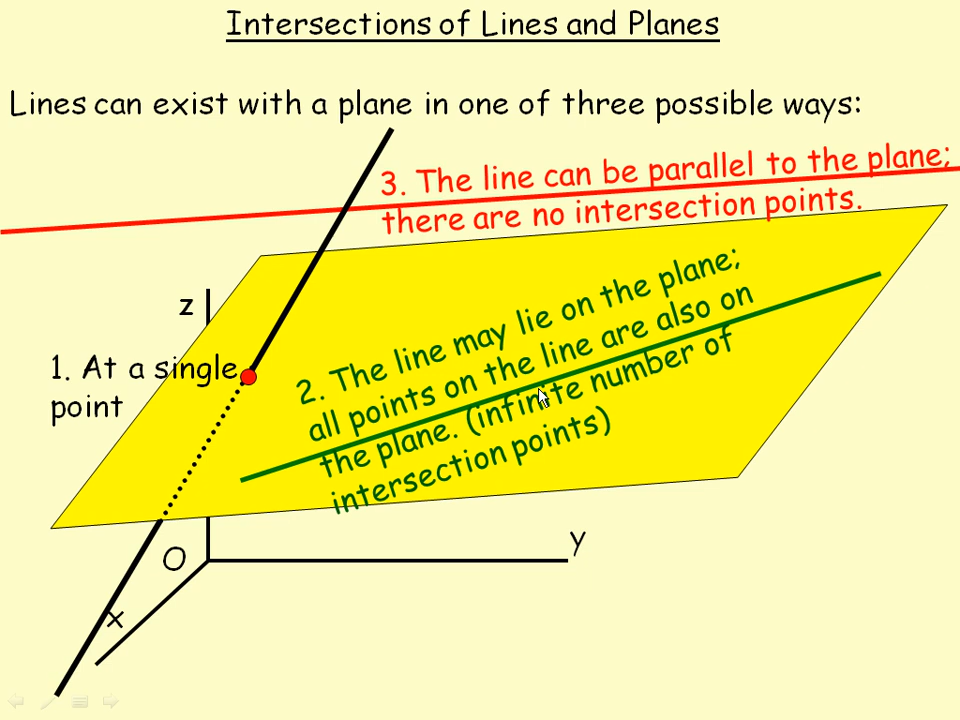 Intersections of Lines and Planes
Lines can exist with a plane in one of three possible ways:
3. The line can be parallel to the plane;
there are no intersection points.
z
1. At a single
point
2. The line may lie on the plane;
all points on the line are also on
the plane. (infinite number of
intersection points)
O
y
x